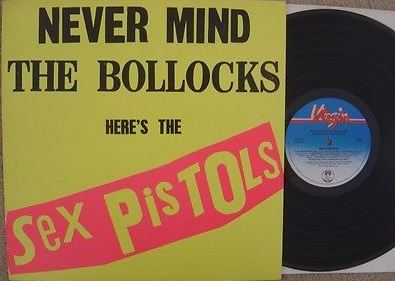 NEVER MIND
THE BOLLOCKS
HERE'S THE
Sex PisTOls
Virgin